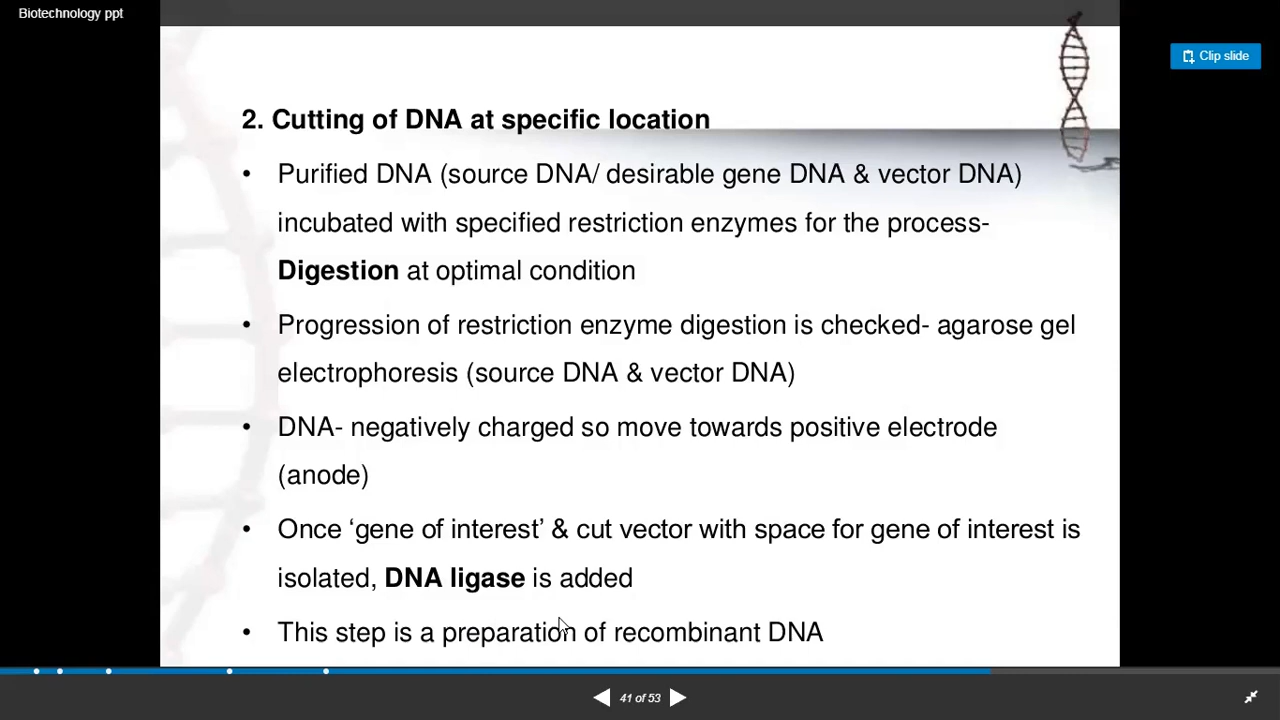 Biotechnology ppt
Clip slide
2. Cutting of DNA at specific location
• Purified DNA (source DNA/ desirable gene DNA & vector DNA)
incubated with specified restriction enzymes for the process-
Digestion at optimal condition
• Progression of restriction enzyme digestion is checked- agarose gel
electrophoresis (source DNA & vector DNA)
• DNA- negatively charged so move towards positive electrode
(anode)
• Once ‘gene of interest’ & cut vector with space for gene of interest is
isolated, DNA ligase is added
• This step is a preparation of recombinant DNA
41 of 53